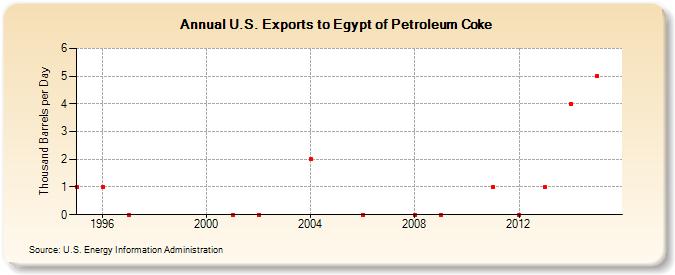 Annual U.S. Exports to Egypt of Petroleum Coke
Thousand Barrels per Day
6
5
4
3
2
1
0
1996 2000 2004 2008 2012
Source: U.S. Energy Information Administration